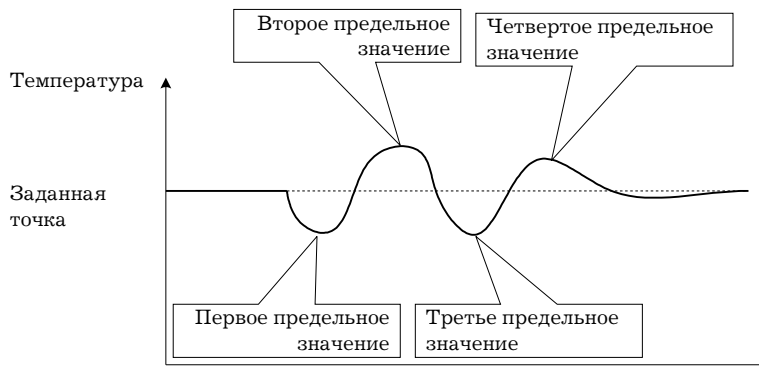 Второе предельное
значение
Четвертое предельное
значение
Температура
Заданная
точка
Первое предельное
значение
Третье предельное
значение